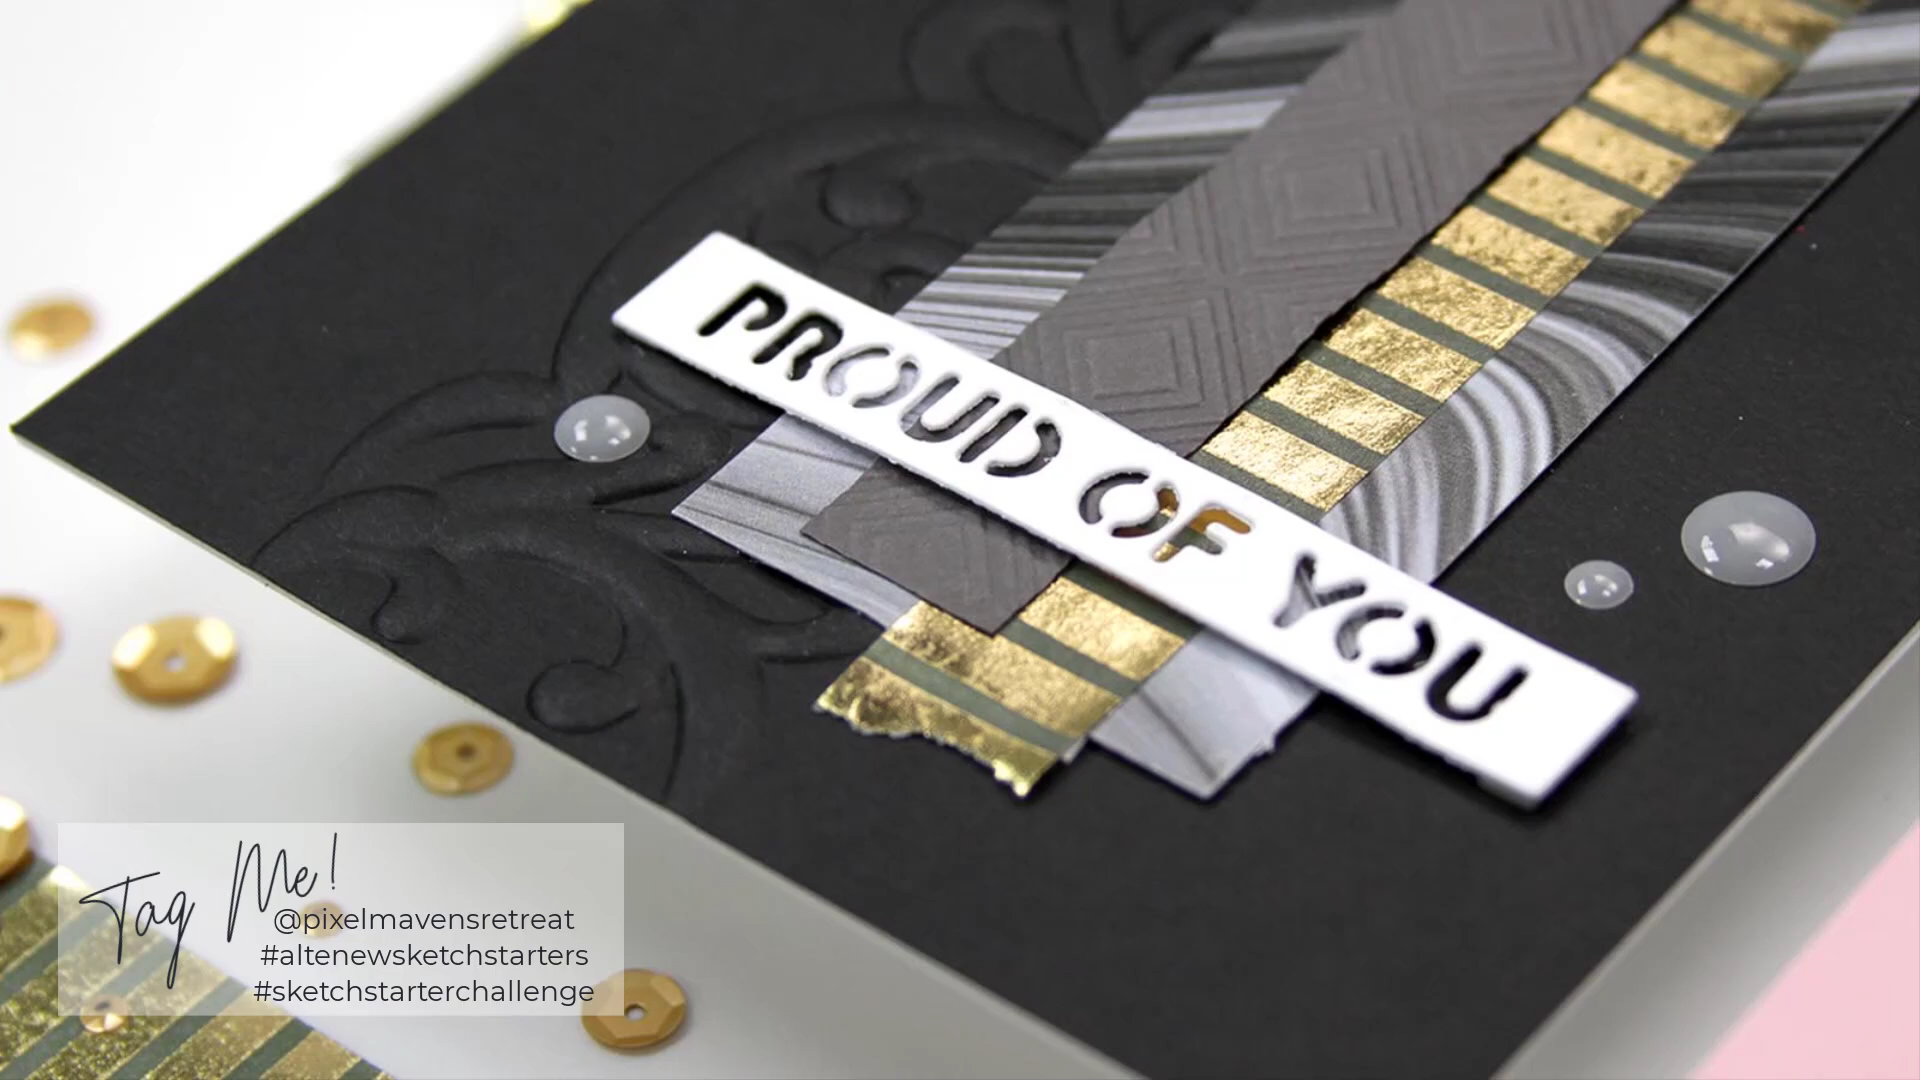 PROUD OF YOU
Tag Me!
@pixelmavensretreat
#altenewsketchstarters
#sketchstarterchallenge